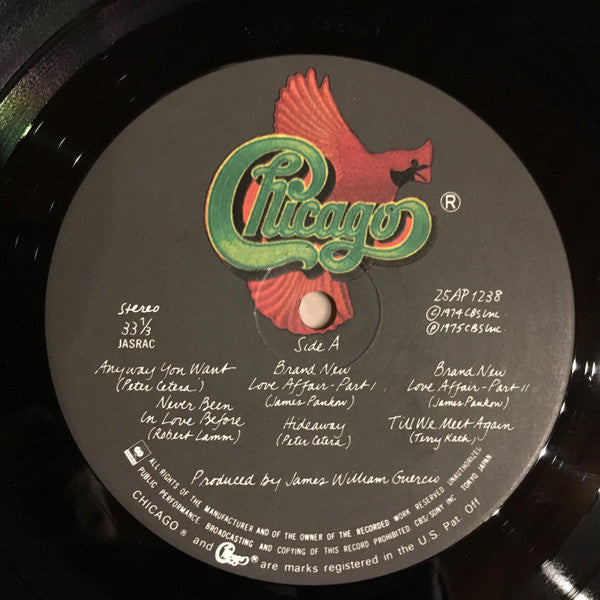 Chicago ®
Stereo
33 1/3
JASRAC
Side A
25AP 1238
Ⓒ1974 CBS Inc.
Ⓟ1975 CBS Inc.
Anyway You Want
(Peter Cetera)
Never Been
In Love Before
(Robert Lamm)
Brand New
Love Affair - Part I
(James Pankow)
Hideaway
(Peter Cetera)
Brand New
Love Affair - Part II
(James Pankow)
Till We Meet Again
(Terry Kath)
Produced by James William Guercio
ALL RIGHTS OF THE MANUFACTURER AND OF THE OWNER OF THE RECORDED WORK RESERVED UNAUTHORIZED
PUBLIC PERFORMANCE, BROADCASTING AND COPYING OF THIS RECORD PROHIBITED. CBS/SONY INC. TOKYO JAPAN
CHICAGO ® and Chicago ® are marks registered in the U.S. Pat. Off